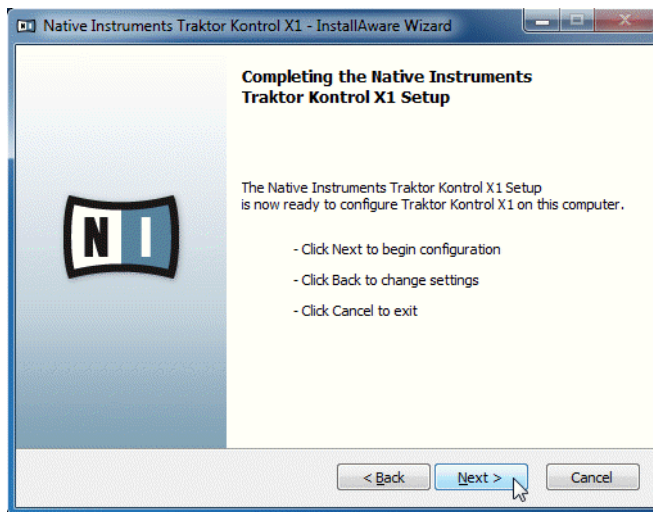 Native Instruments Traktor Kontrol X1 - InstallAware Wizard
Completing the Native Instruments
Traktor Kontrol X1 Setup
The Native Instruments Traktor Kontrol X1 Setup
is now ready to configure Traktor Kontrol X1 on this computer.
- Click Next to begin configuration
- Click Back to change settings
- Click Cancel to exit
N I
< Back
Next >
Cancel